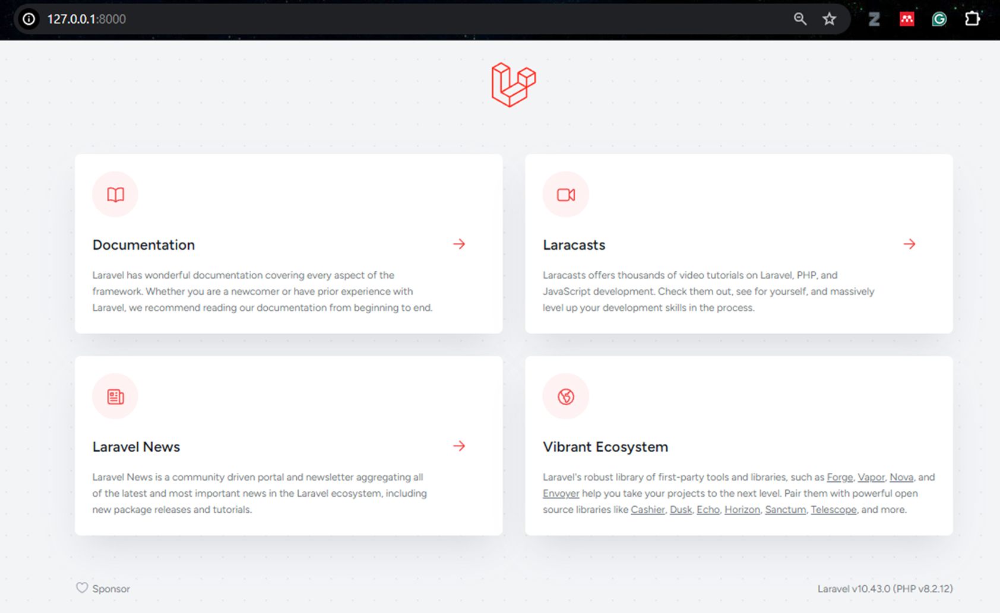 127.0.0.1:8000
Documentation
Laravel has wonderful documentation covering every aspect of the
framework. Whether you are a newcomer or have prior experience with
Laravel, we recommend reading our documentation from beginning to end.
Laracasts
Laracasts offers thousands of video tutorials on Laravel, PHP, and
JavaScript development. Check them out, see for yourself, and massively
level up your development skills in the process.
Laravel News
Laravel News is a community driven portal and newsletter aggregating all
of the latest and most important news in the Laravel ecosystem, including
new package releases and tutorials.
Vibrant Ecosystem
Laravel's robust library of first-party tools and libraries, such as Forge, Vapor, Nova, and
Envoyer help you take your projects to the next level. Pair them with powerful open
source libraries like Cashier, Dusk, Echo, Horizon, Sanctum, Telescope, and more.
Sponsor
Laravel v10.43.0 (PHP v8.2.12)